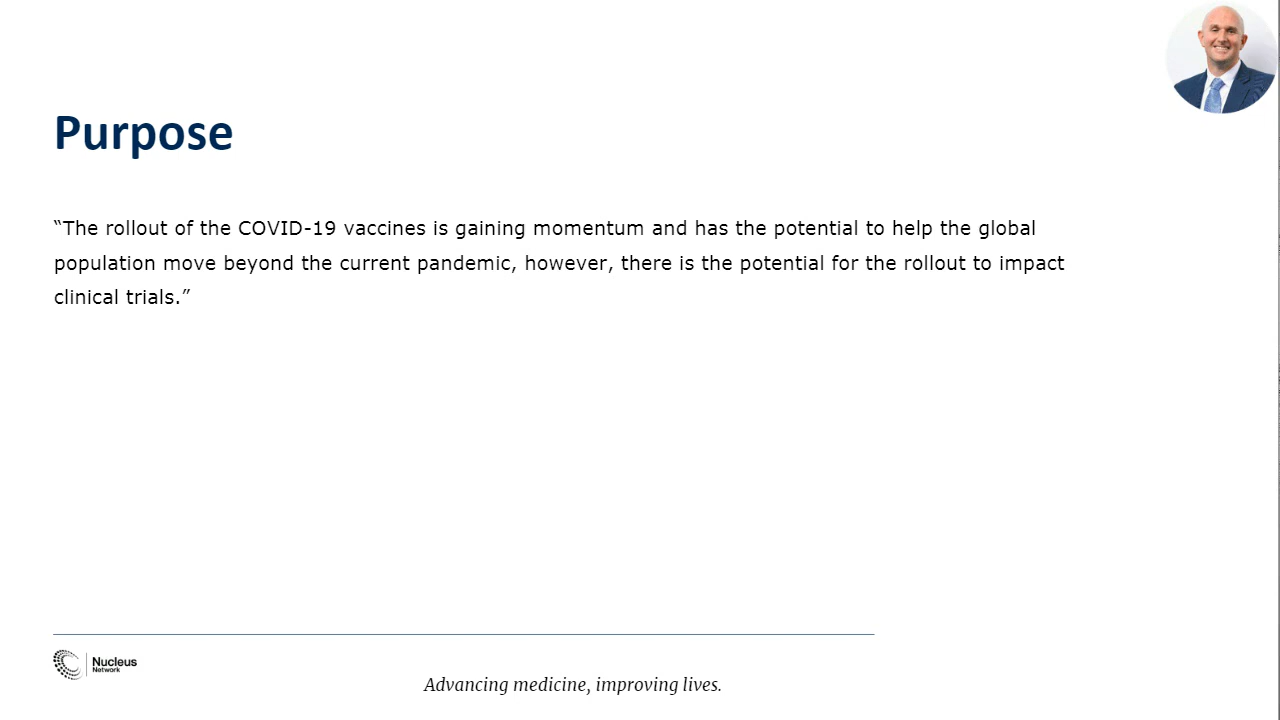 Purpose
“The rollout of the COVID-19 vaccines is gaining momentum and has the potential to help the global
population move beyond the current pandemic, however, there is the potential for the rollout to impact
clinical trials.”
Nucleus
Network
Advancing medicine, improving lives.